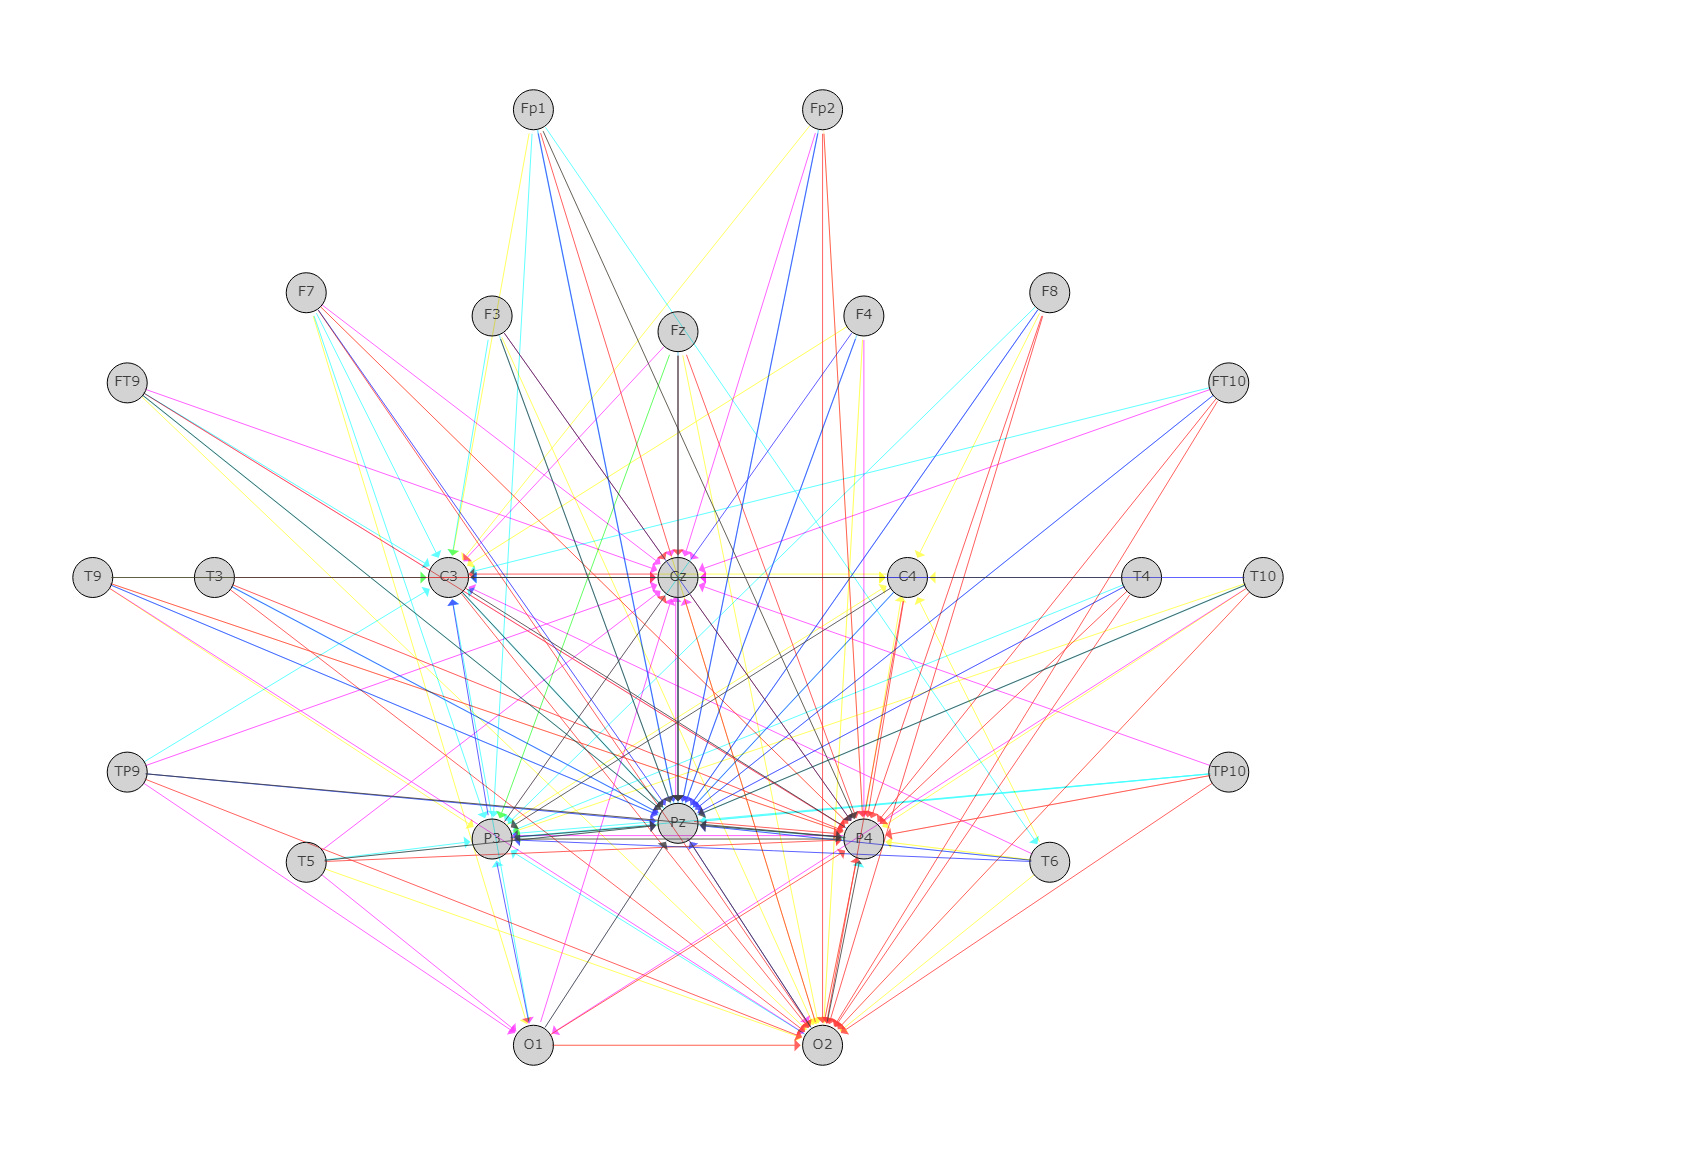 Fp1 Fp2
F7 F3 Fz F4 F8
FT9 FT10
T9 T3 C3 Cz C4 T4 T10
TP9 TP10
T5 P3 Pz P4 T6
O1 O2